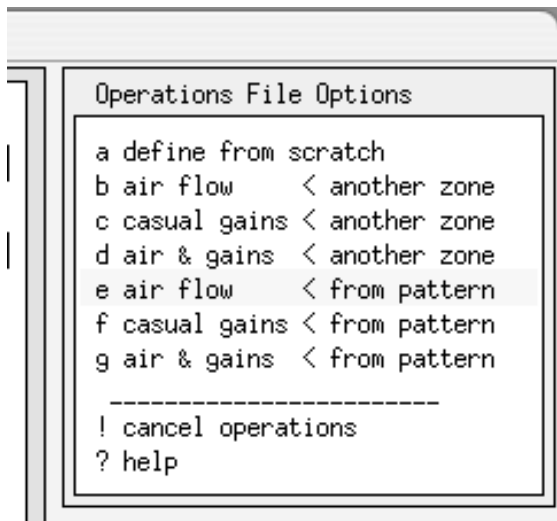 Operations File Options
a define from scratch
b air flow < another zone
c casual gains < another zone
d air & gains < another zone
e air flow < from pattern
f casual gains < from pattern
g air & gains < from pattern
________________________
! cancel operations
? help